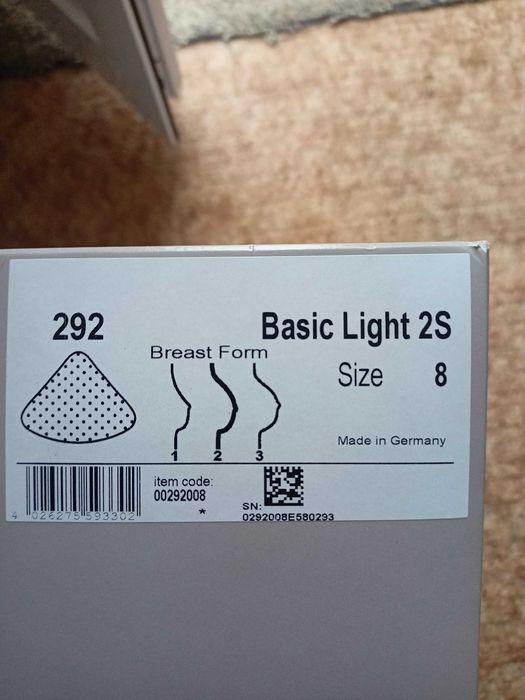 292
Basic Light 2S
Breast Form
Size 8
1 2 3
Made in Germany
item code:
00292008
*
SN:
0292008E580293
4 026275 593302